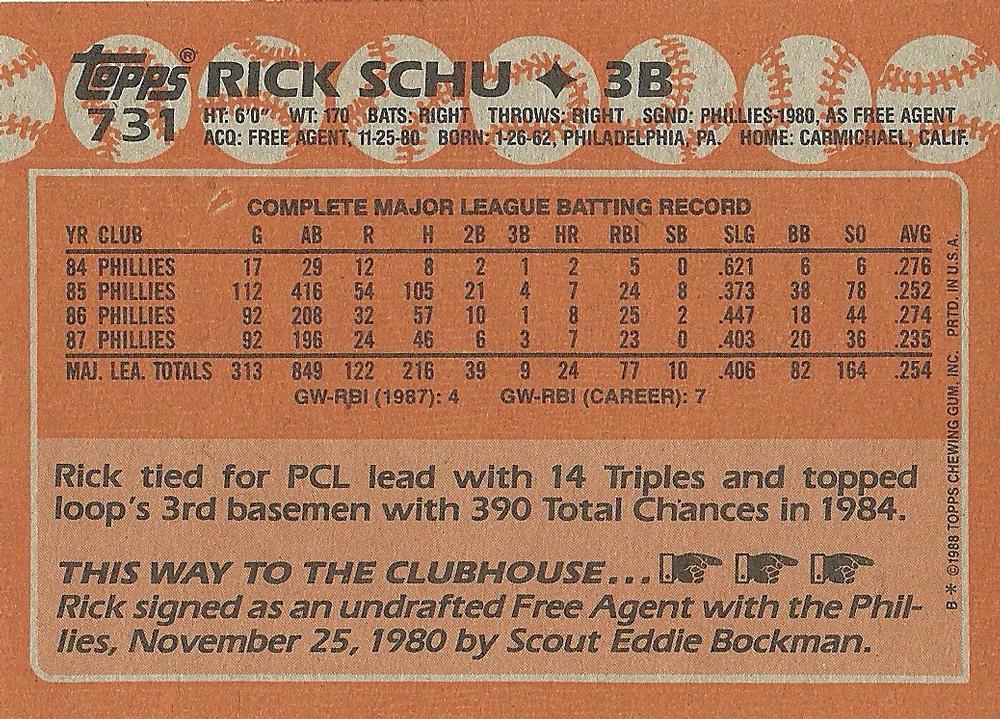 Topps® RICK SCHU ✦ 3B
731 HT: 6'0" WT: 170 BATS: RIGHT THROWS: RIGHT SGND: PHILLIES-1980, AS FREE AGENT
ACQ: FREE AGENT, 11-25-80 BORN: 1-26-62, PHILADELPHIA, PA. HOME: CARMICHAEL, CALIF.
COMPLETE MAJOR LEAGUE BATTING RECORD
YR CLUB G AB R H 2B 3B HR RBI SB SLG BB SO AVG
84 PHILLIES 17 29 12 8 2 1 2 5 0 .621 6 6 .276
85 PHILLIES 112 416 54 105 21 4 7 24 8 .373 38 78 .252
86 PHILLIES 92 208 32 57 10 1 8 25 2 .447 18 44 .274
87 PHILLIES 92 196 24 46 6 3 7 23 0 .403 20 36 .235
MAJ. LEA. TOTALS 313 849 122 216 39 9 24 77 10 .406 82 164 .254
GW-RBI (1987): 4 GW-RBI (CAREER): 7
Rick tied for PCL lead with 14 Triples and topped
loop's 3rd basemen with 390 Total Chances in 1984.
THIS WAY TO THE CLUBHOUSE...
Rick signed as an undrafted Free Agent with the Phil-
lies, November 25, 1980 by Scout Eddie Bockman.
B * ©1988 TOPPS CHEWING GUM, INC. PRTD. IN U.S.A.